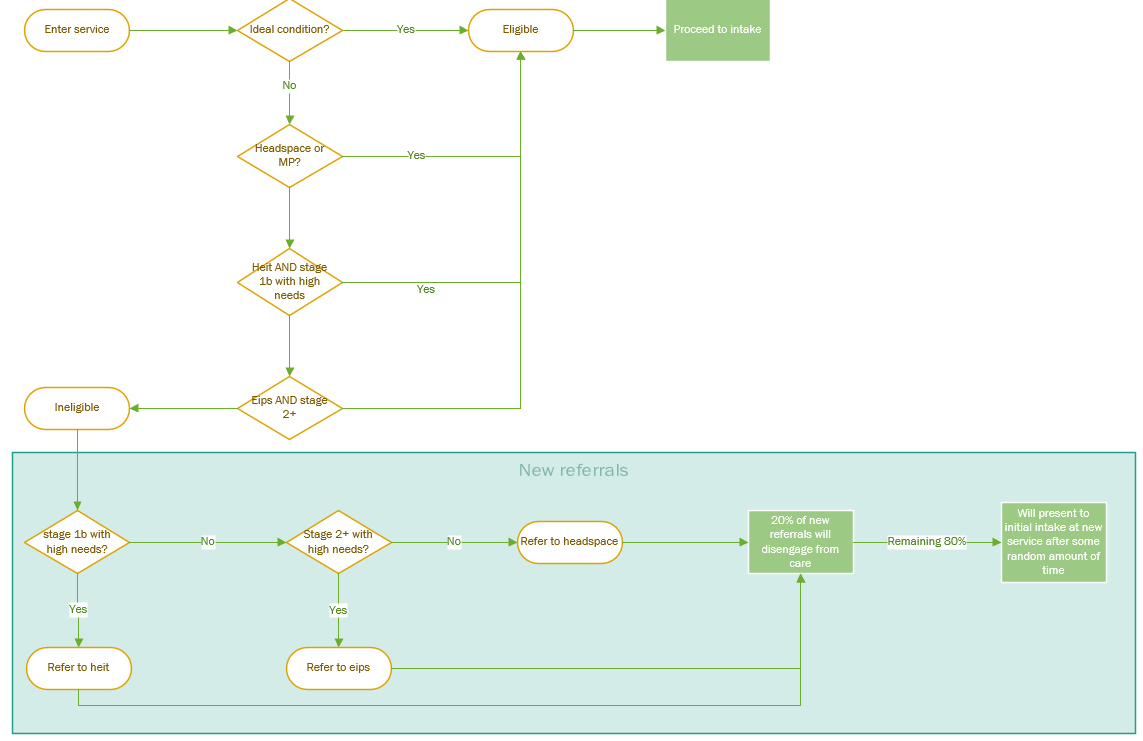 Enter service
Ideal condition?
Yes
Eligible
Proceed to intake
No
Headspace or
MP?
Yes
Heit AND stage
1b with high
needs
Yes
Ineligible
Eips AND stage
2+
New referrals
stage 1b with
high needs?
No
Stage 2+ with
high needs?
No
Refer to headspace
20% of new
referrals will
disengage from
care
Remaining 80%
Will present to
initial intake at new
service after some
random amount of
time
Yes
Yes
Refer to heit
Refer to eips